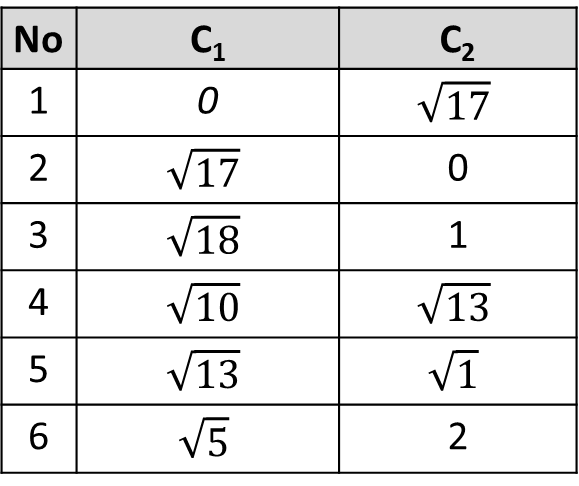 No C₁ C₂
1 0 √17
2 √17 0
3 √18 1
4 √10 √13
5 √13 √1
6 √5 2